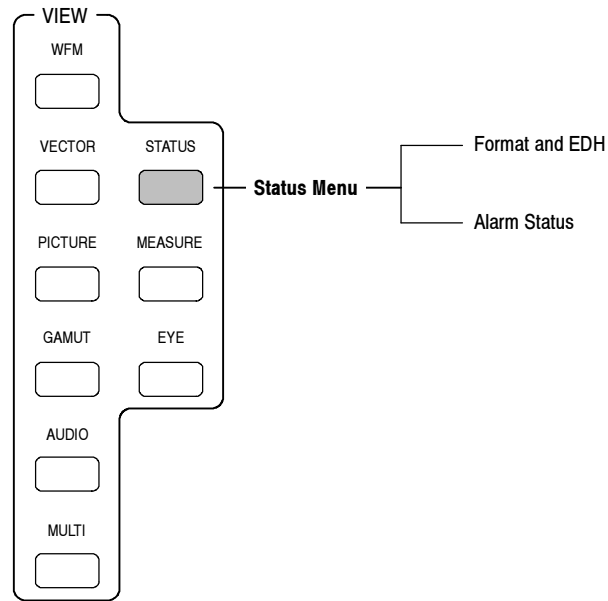 VIEW
WFM
VECTOR
STATUS
Status Menu
Format and EDH
Alarm Status
PICTURE
MEASURE
GAMUT
EYE
AUDIO
MULTI